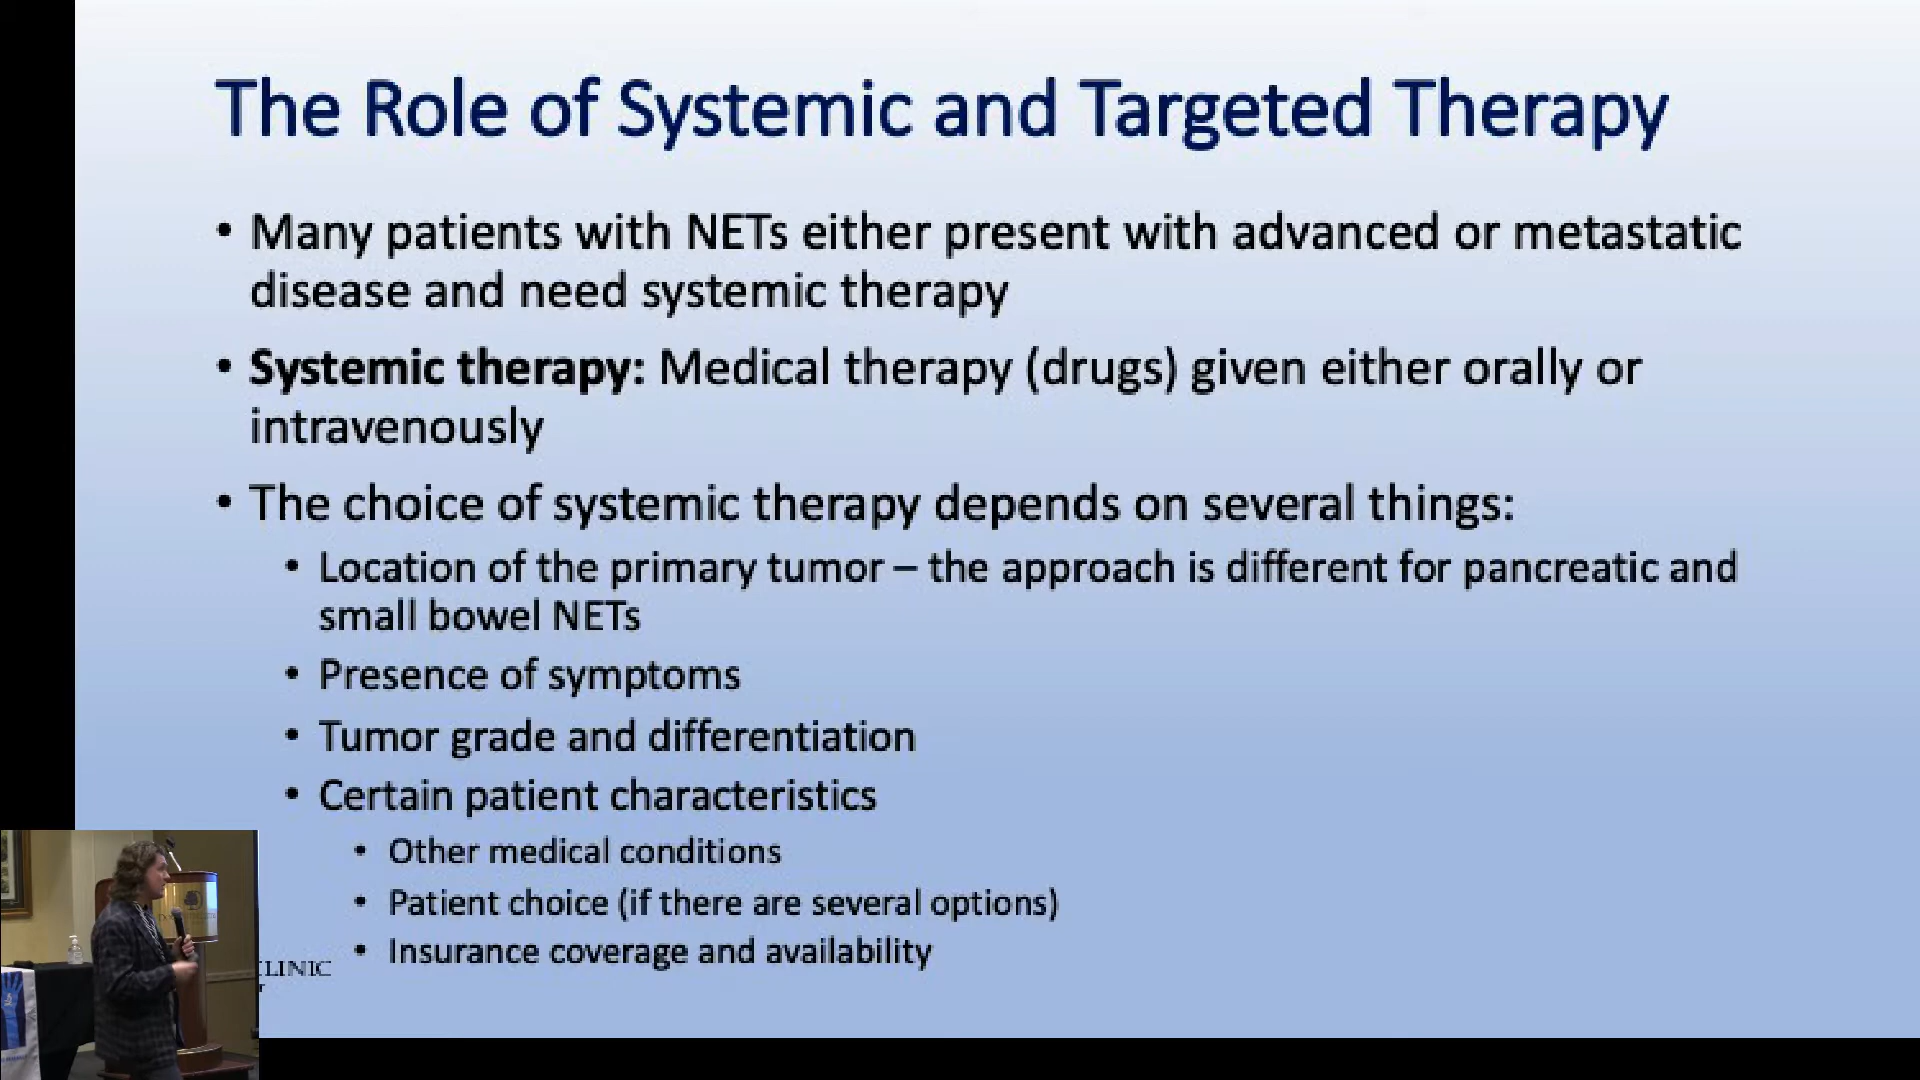 The Role of Systemic and Targeted Therapy
• Many patients with NETs either present with advanced or metastatic
disease and need systemic therapy
• Systemic therapy: Medical therapy (drugs) given either orally or
intravenously
• The choice of systemic therapy depends on several things:
• Location of the primary tumor – the approach is different for pancreatic and
small bowel NETs
• Presence of symptoms
• Tumor grade and differentiation
• Certain patient characteristics
• Other medical conditions
• Patient choice (if there are several options)
• Insurance coverage and availability
CLINIC